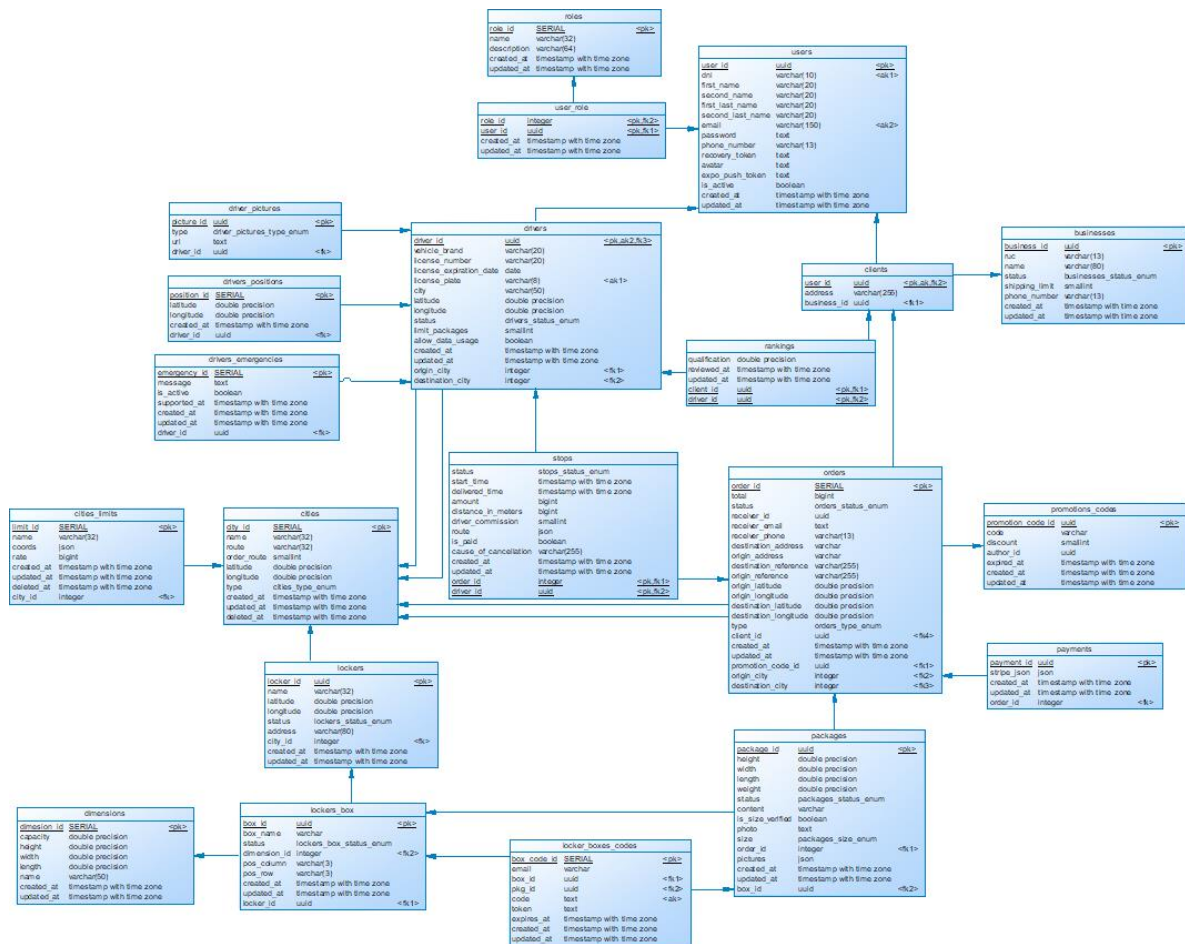 roles
role_id SERIAL <pk>
name varchar(32)
description varchar(64)
created_at timestamp with time zone
updated_at timestamp with time zone
users
user_id uuid <pk>
dni varchar(10) <ak1>
first_name varchar(20)
second_name varchar(20)
first_last_name varchar(20)
second_last_name varchar(20)
email varchar(150) <ak2>
password text
phone_number varchar(13)
recovery_token text
avatar text
expo_push_token text
is_active boolean
created_at timestamp with time zone
updated_at timestamp with time zone
user_role
role_id integer <pk,fk2>
user_id uuid <pk,fk1>
created_at timestamp with time zone
updated_at timestamp with time zone
driver_pictures
picture_id uuid <pk>
type driver_pictures_type_enum
url text
driver_id uuid <fk>
drivers
driver_id uuid <pk,ak2,fk3>
vehicle_brand varchar(20)
license_number varchar(20)
license_expiration_date date
license_plate varchar(8) <ak1>
city varchar(50)
latitude double precision
longitude double precision
status drivers_status_enum
limit_packages smallint
allow_data_usage boolean
created_at timestamp with time zone
updated_at timestamp with time zone
origin_city integer <fk1>
destination_city integer <fk2>
businesses
business_id uuid <pk>
ruc varchar(13)
name varchar(80)
status businesses_status_enum
shipping_limit smallint
phone_number varchar(13)
created_at timestamp with time zone
updated_at timestamp with time zone
clients
user_id uuid <pk,ak,fk2>
address varchar(255)
business_id uuid <fk1>
drivers_positions
position_id SERIAL <pk>
latitude double precision
longitude double precision
created_at timestamp with time zone
driver_id uuid <fk>
rankings
qualification double precision
reviewed_at timestamp with time zone
updated_at timestamp with time zone
client_id uuid <pk,fk1>
driver_id uuid <pk,fk2>
drivers_emergencies
emergency_id SERIAL <pk>
message text
is_active boolean
supported_at timestamp with time zone
created_at timestamp with time zone
updated_at timestamp with time zone
driver_id uuid <fk>
stops
status stops_status_enum
start_time timestamp with time zone
delivered_time timestamp with time zone
amount bigint
distance_in_meters bigint
driver_commission smallint
route json
is_paid boolean
cause_of_cancellation varchar(255)
created_at timestamp with time zone
updated_at timestamp with time zone
order_id integer <pk,fk1>
driver_id uuid <pk,fk2>
orders
order_id SERIAL <pk>
total bigint
status orders_status_enum
receiver_id uuid
receiver_email text
receiver_phone varchar(13)
destination_address varchar
origin_address varchar
destination_reference varchar(255)
origin_reference varchar(255)
origin_latitude double precision
origin_longitude double precision
destination_latitude double precision
destination_longitude double precision
type orders_type_enum
client_id uuid <fk4>
created_at timestamp with time zone
updated_at timestamp with time zone
promotion_code_id uuid <fk1>
origin_city integer <fk2>
destination_city integer <fk3>
promotions_codes
promotion_code_id uuid <pk>
code varchar
discount smallint
author_id uuid
expired_at timestamp with time zone
created_at timestamp with time zone
updated_at timestamp with time zone
cities_limits
limit_id SERIAL <pk>
name varchar(32)
coords json
rate bigint
created_at timestamp with time zone
updated_at timestamp with time zone
deleted_at timestamp with time zone
city_id integer <fk>
cities
city_id SERIAL <pk>
name varchar(32)
route varchar(32)
order_route smallint
latitude double precision
longitude double precision
type cities_type_enum
created_at timestamp with time zone
updated_at timestamp with time zone
deleted_at timestamp with time zone
payments
payment_id uuid <pk>
stripe_json json
created_at timestamp with time zone
updated_at timestamp with time zone
order_id integer <fk>
lockers
locker_id uuid <pk>
name varchar(32)
latitude double precision
longitude double precision
status lockers_status_enum
address varchar(80)
city_id integer <fk>
created_at timestamp with time zone
updated_at timestamp with time zone
packages
package_id uuid <pk>
height double precision
width double precision
length double precision
weight double precision
status packages_status_enum
content varchar
is_size_verified boolean
photo text
size packages_size_enum
order_id integer <fk1>
pictures json
created_at timestamp with time zone
updated_at timestamp with time zone
box_id uuid <fk2>
dimensions
dimesion_id SERIAL <pk>
capacity double precision
height double precision
width double precision
length double precision
name varchar(50)
created_at timestamp with time zone
updated_at timestamp with time zone
lockers_box
box_id uuid <pk>
box_name varchar
status lockers_box_status_enum
dimension_id integer <fk2>
pos_column varchar(3)
pos_row varchar(3)
created_at timestamp with time zone
updated_at timestamp with time zone
locker_id uuid <fk1>
locker_boxes_codes
box_code_id SERIAL <pk>
email varchar
box_id uuid <fk1>
pkg_id uuid <fk2>
code text <ak>
token text
expires_at timestamp with time zone
created_at timestamp with time zone
updated_at timestamp with time zone